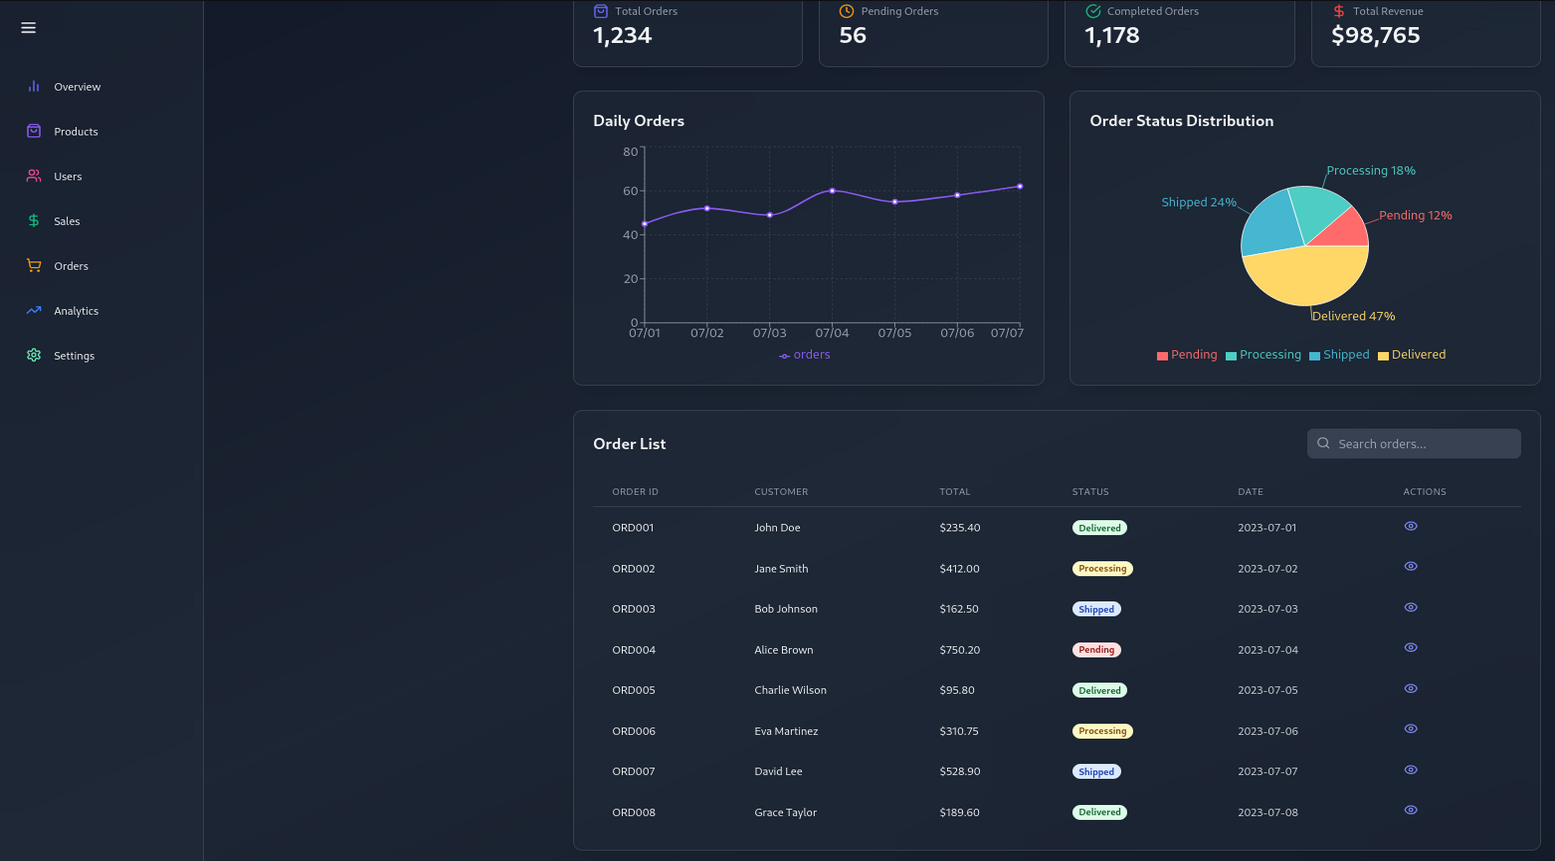 Overview
Products
Users
Sales
Orders
Analytics
Settings
Total Orders
1,234
Pending Orders
56
Completed Orders
1,178
Total Revenue
$98,765
Daily Orders
80
60
40
20
0
07/01 07/02 07/03 07/04 07/05 07/06 07/07
orders
Order Status Distribution
Processing 18%
Shipped 24%
Pending 12%
Delivered 47%
Pending Processing Shipped Delivered
Order List
Search orders...
ORDER ID CUSTOMER TOTAL STATUS DATE ACTIONS
ORD001 John Doe $235.40 Delivered 2023-07-01
ORD002 Jane Smith $412.00 Processing 2023-07-02
ORD003 Bob Johnson $162.50 Shipped 2023-07-03
ORD004 Alice Brown $750.20 Pending 2023-07-04
ORD005 Charlie Wilson $95.80 Delivered 2023-07-05
ORD006 Eva Martinez $310.75 Processing 2023-07-06
ORD007 David Lee $528.90 Shipped 2023-07-07
ORD008 Grace Taylor $189.60 Delivered 2023-07-08